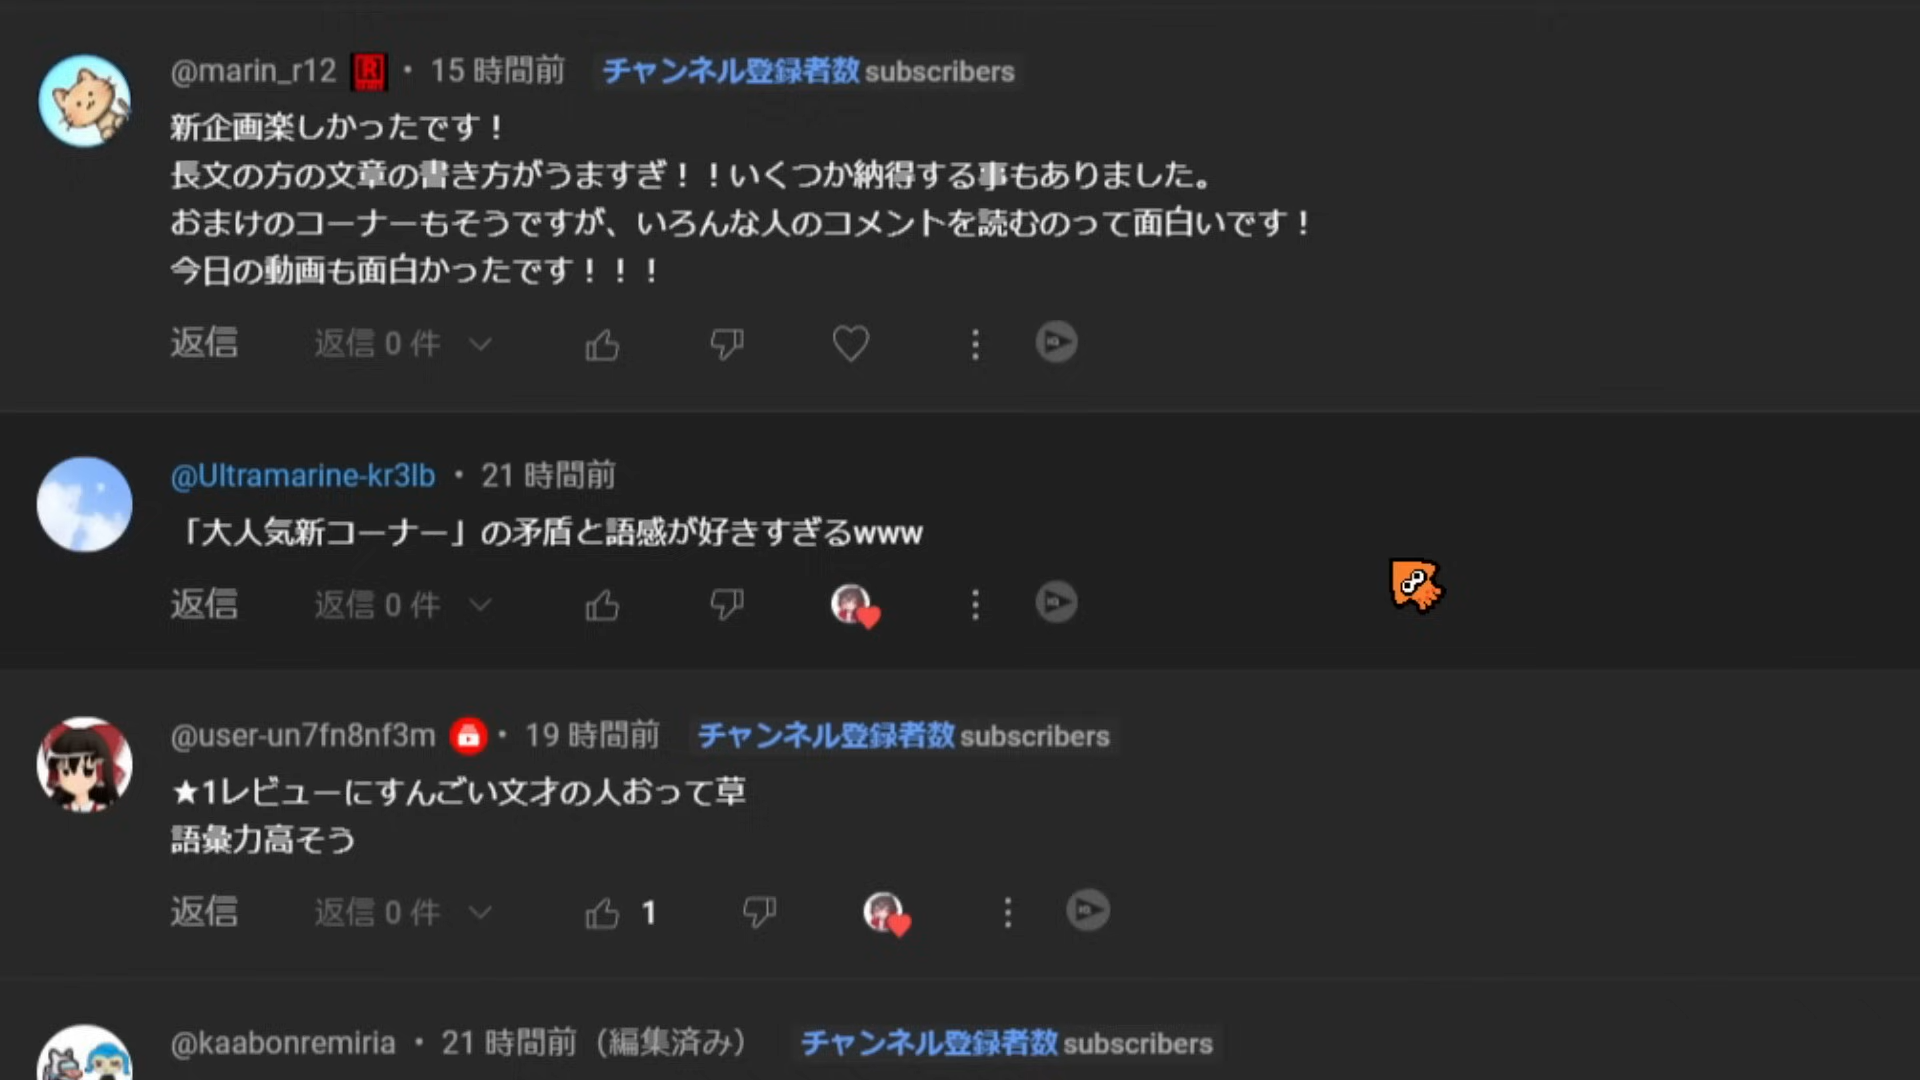 @marin_r12 ・ 15 時間前 チャンネル登録者数 subscribers
新企画楽しかったです！
長文の方の文章の書き方がうますぎ！！いくつか納得する事もありました。
おまけのコーナーもそうですが、いろんな人のコメントを読むのって面白いです！
今日の動画も面白かったです！！！
返信 返信 0 件
@Ultramarine-kr3lb ・ 21 時間前
「大人気新コーナー」の矛盾と語感が好きすぎるwww
返信 返信 0 件
@user-un7fn8nf3m ・ 19 時間前 チャンネル登録者数 subscribers
★1レビューにすんごい文才の人おって草
語彙力高そう
返信 返信 0 件 1
@kaabonremiria ・ 21 時間前（編集済み） チャンネル登録者数 subscribers